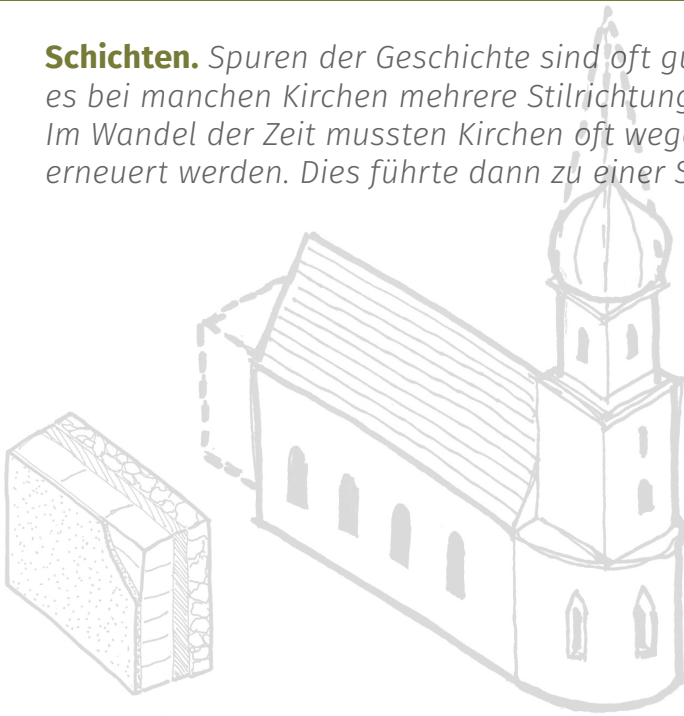 Schichten. Spuren der Geschichte sind oft
es bei manchen Kirchen mehrere Stilrichtung
Im Wandel der Zeit mussten Kirchen oft
erneuert werden. Dies führte dann zu einer